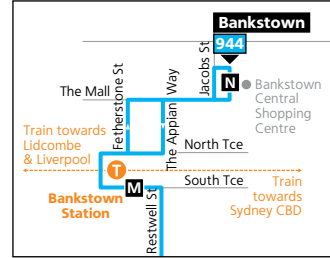 Bankstown
944
Jacobs St
N
Bankstown
Central
Shopping
Centre
The Mall
Fetherstone St
The Appian Way
Train towards
Lidcombe
& Liverpool
North Tce
T
South Tce
M
Bankstown
Station
Train
towards
Sydney CBD
Restwell St